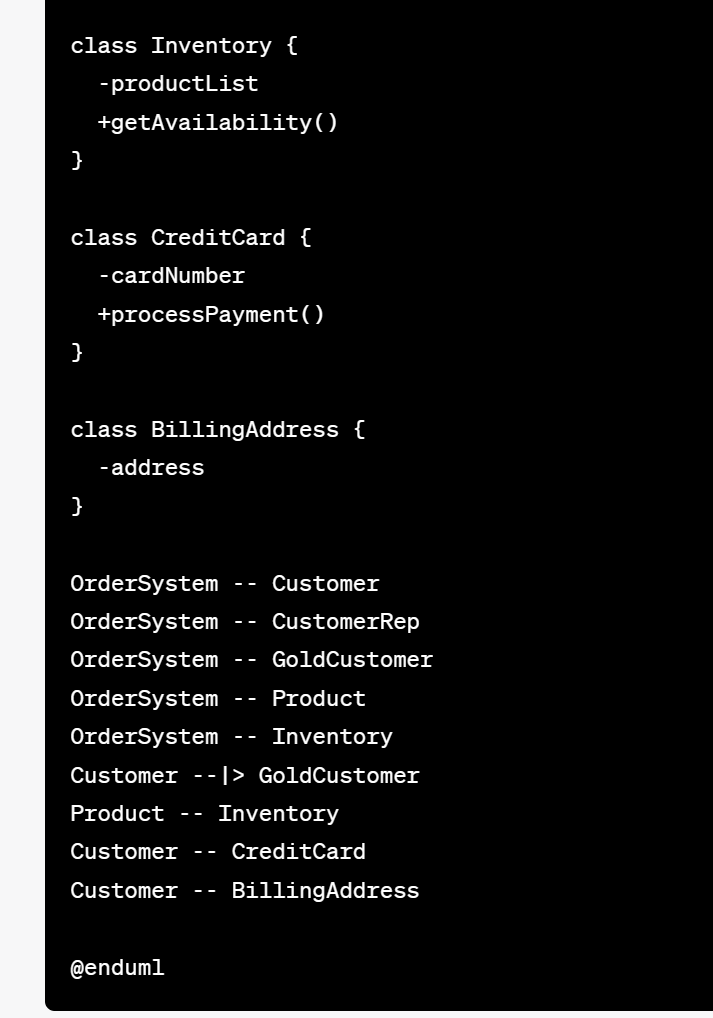 class Inventory {
  -productList
  +getAvailability()
}

class CreditCard {
  -cardNumber
  +processPayment()
}

class BillingAddress {
  -address
}

OrderSystem -- Customer
OrderSystem -- CustomerRep
OrderSystem -- GoldCustomer
OrderSystem -- Product
OrderSystem -- Inventory
Customer --|> GoldCustomer
Product -- Inventory
Customer -- CreditCard
Customer -- BillingAddress

@enduml